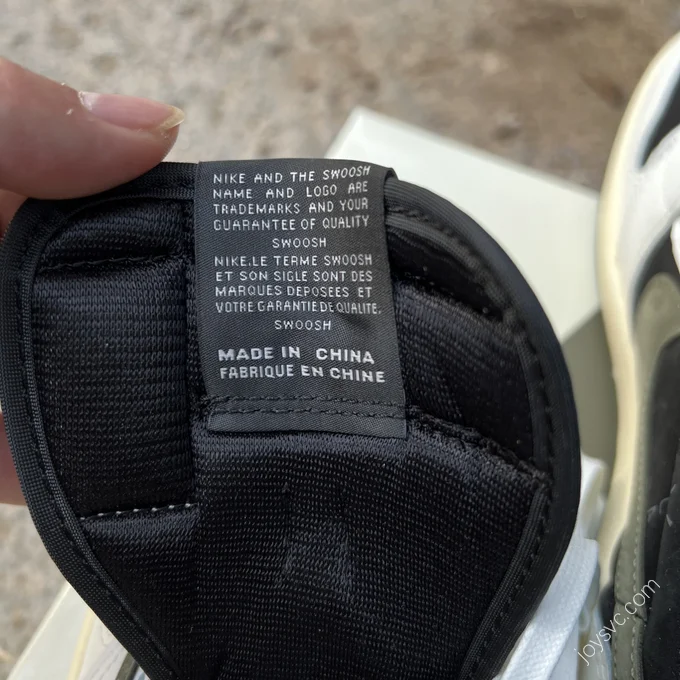 NIKE AND THE SWOOSH
NAME AND LOGO ARE
TRADEMARKS AND YOUR
GUARANTEE OF QUALITY
SWOOSH
NIKE.LE TERME SWOOSH
ET SON SIGLE SONT DES
MARQUES DEPOSEES ET
VOTRE GARANTIE DE QUALITE.
SWOOSH
MADE IN CHINA
FABRIQUE EN CHINE
joysvc.com